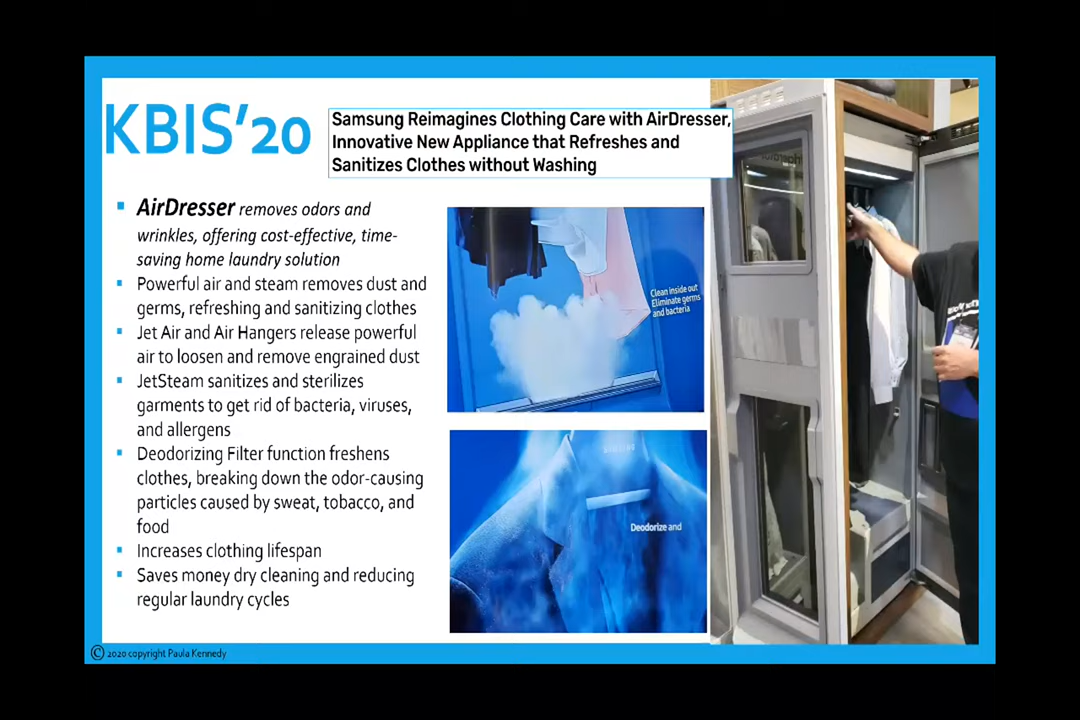 KBIS’20
Samsung Reimagines Clothing Care with AirDresser,
Innovative New Appliance that Refreshes and
Sanitizes Clothes without Washing
AirDresser removes odors and
wrinkles, offering cost-effective, time-
saving home laundry solution
Powerful air and steam removes dust and
germs, refreshing and sanitizing clothes
Jet Air and Air Hangers release powerful
air to loosen and remove engrained dust
JetSteam sanitizes and sterilizes
garments to get rid of bacteria, viruses,
and allergens
Deodorizing Filter function freshens
clothes, breaking down the odor-causing
particles caused by sweat, tobacco, and
food
Increases clothing lifespan
Saves money dry cleaning and reducing
regular laundry cycles
Clean inside out
Eliminate germs
and bacteria
SAMSUNG
Deodorize and
© 2020 copyright Paula Kennedy